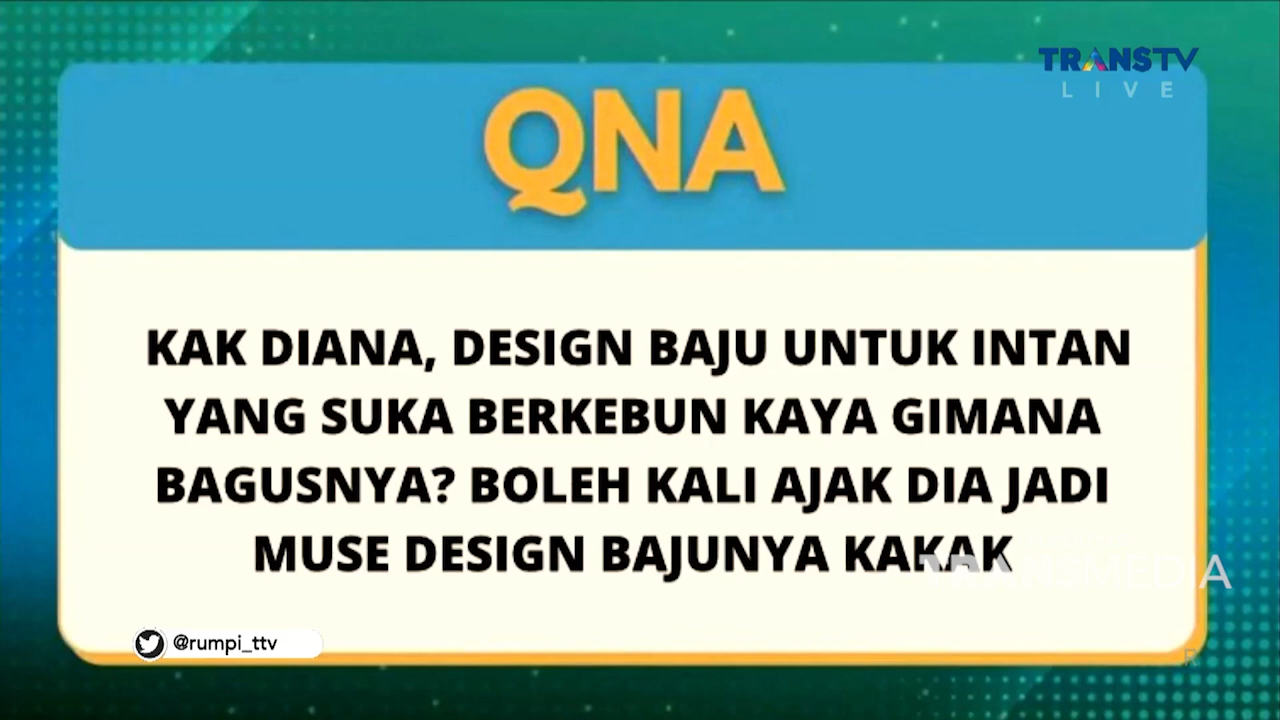 TRANSTV
LIVE
QNA
KAK DIANA, DESIGN BAJU UNTUK INTAN
YANG SUKA BERKEBUN KAYA GIMANA
BAGUSNYA? BOLEH KALI AJAK DIA JADI
MUSE DESIGN BAJUNYA KAKAK
TRANSMEDIA
@rumpi_ttv
R